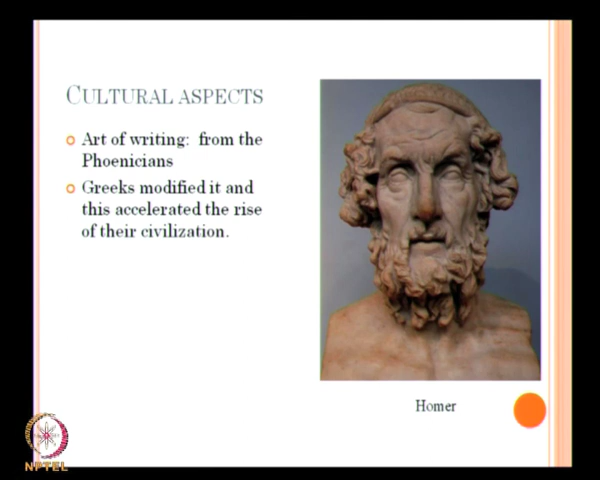 CULTURAL ASPECTS
Art of writing: from the
Phoenicians
Greeks modified it and
this accelerated the rise
of their civilization.
Homer
NPTEL